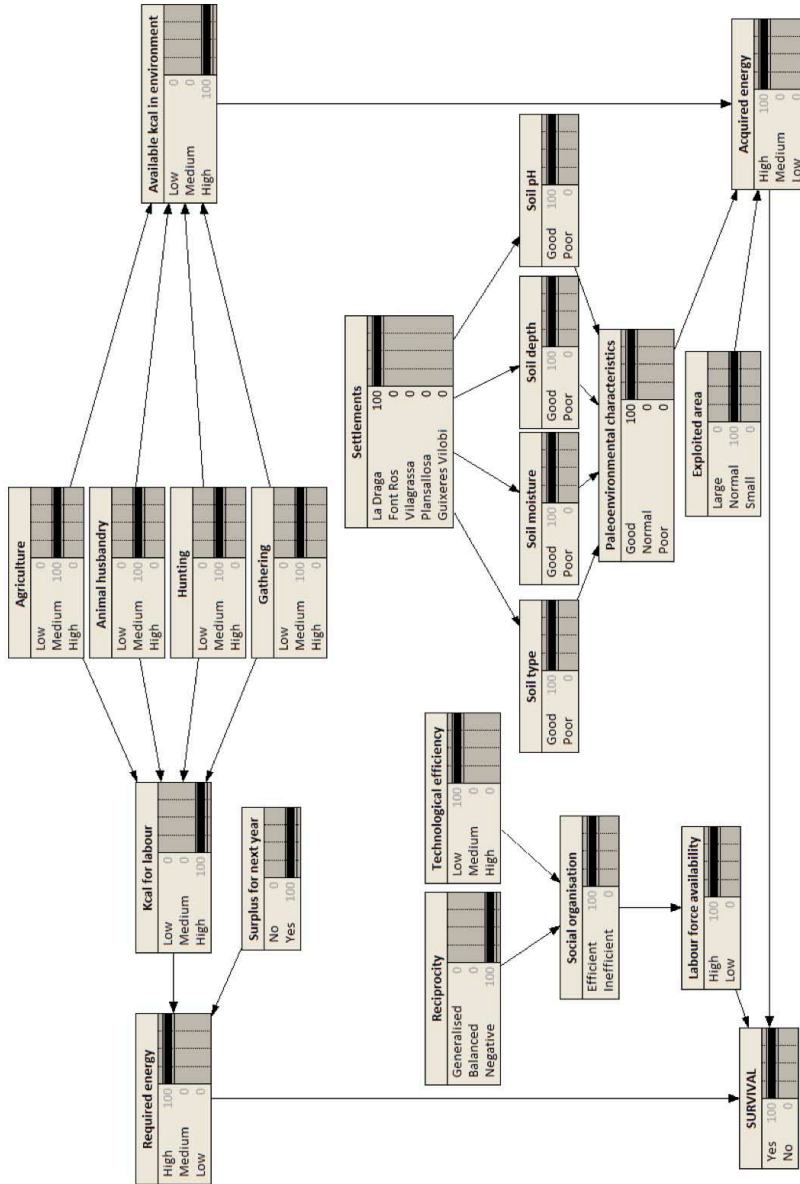 Agriculture
Low 0
Medium 100
High 0
Animal husbandry
Low 0
Medium 100
High 0
Hunting
Low 0
Medium 100
High 0
Gathering
Low 0
Medium 100
High 0
Kcal for labour
Low 0
Medium 0
High 100
Available kcal in environment
Low 0
Medium 0
High 100
Surplus for next year
No 0
Yes 100
Required energy
High 100
Medium 0
Low 0
Settlements
La Draga 100
Font Ros 0
Vilagrassa 0
Plansallosa 0
Guixeres Vilobi 0
Reciprocity
Generalised 0
Balanced 0
Negative 100
Technological efficiency
Low 100
Medium 0
High 0
Soil type
Good 100
Poor 0
Soil moisture
Good 100
Poor 0
Soil depth
Good 100
Poor 0
Soil pH
Good 100
Poor 0
Social organisation
Efficient 100
Inefficient 0
Paleoenvironmental characteristics
Good 100
Normal 0
Poor 0
Labour force availability
High 100
Low 0
Exploited area
Large 0
Normal 100
Small 0
SURVIVAL
Yes 100
No 0
Acquired energy
High 100
Medium 0
Low 0